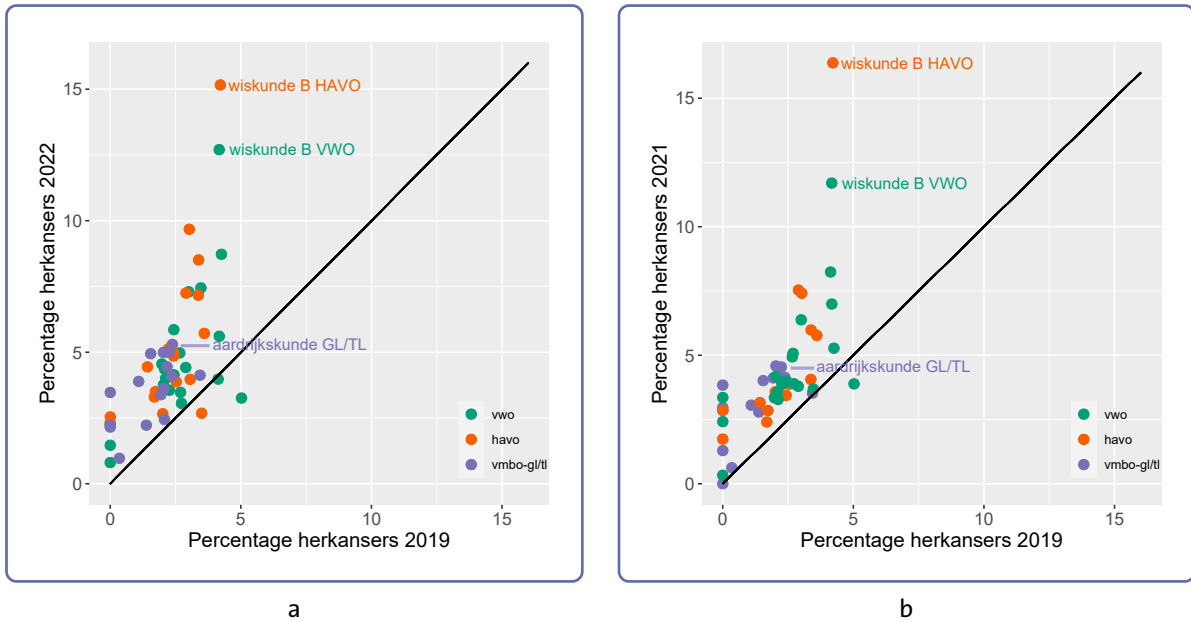 Percentage herkansers 2022
15
10
5
0
wiskunde B HAVO
wiskunde B VWO
aardrijkskunde GL/TL
vwo
havo
vmbo-gl/tl
0 5 10 15
Percentage herkansers 2019
a
Percentage herkansers 2021
15
10
5
0
wiskunde B HAVO
wiskunde B VWO
aardrijkskunde GL/TL
vwo
havo
vmbo-gl/tl
0 5 10 15
Percentage herkansers 2019
b